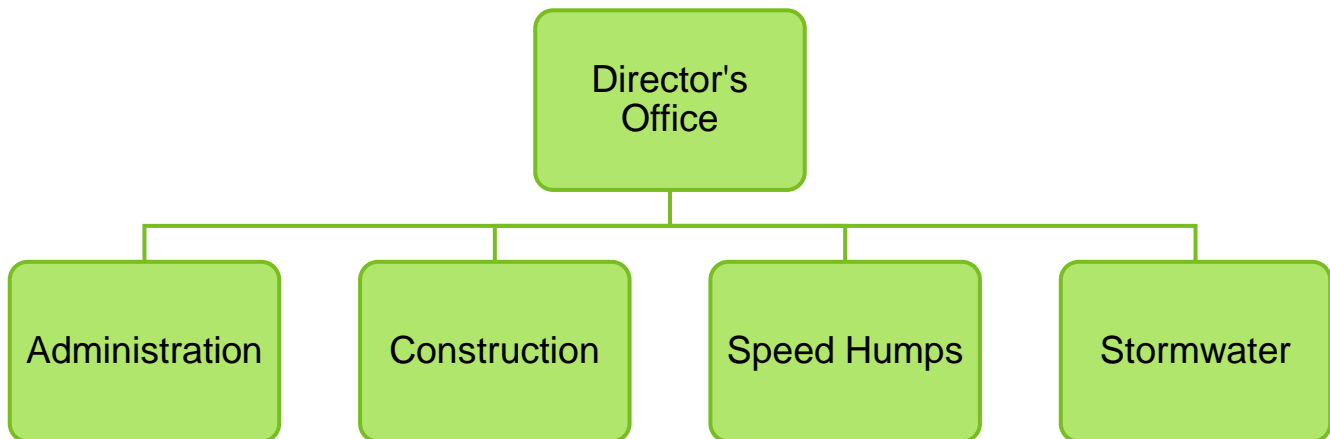 Director's
Office
Administration
Construction
Speed Humps
Stormwater